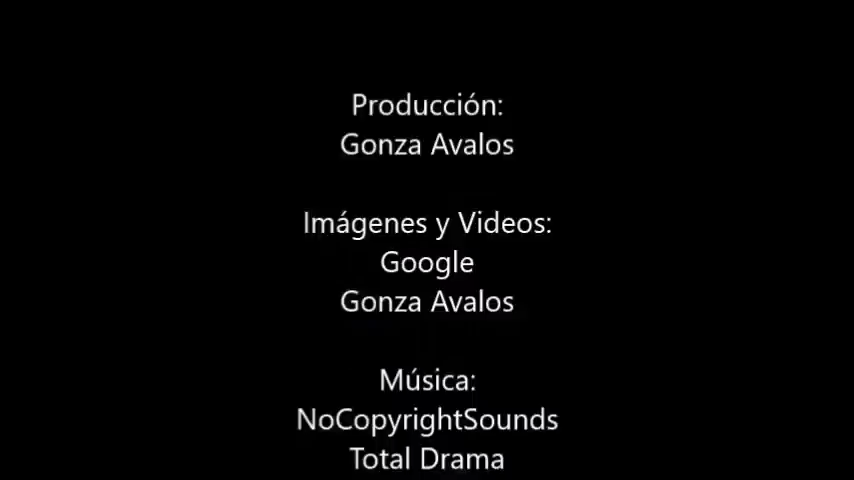 Producción:
Gonza Avalos
Imágenes y Videos:
Google
Gonza Avalos
Música:
NoCopyrightSounds
Total Drama